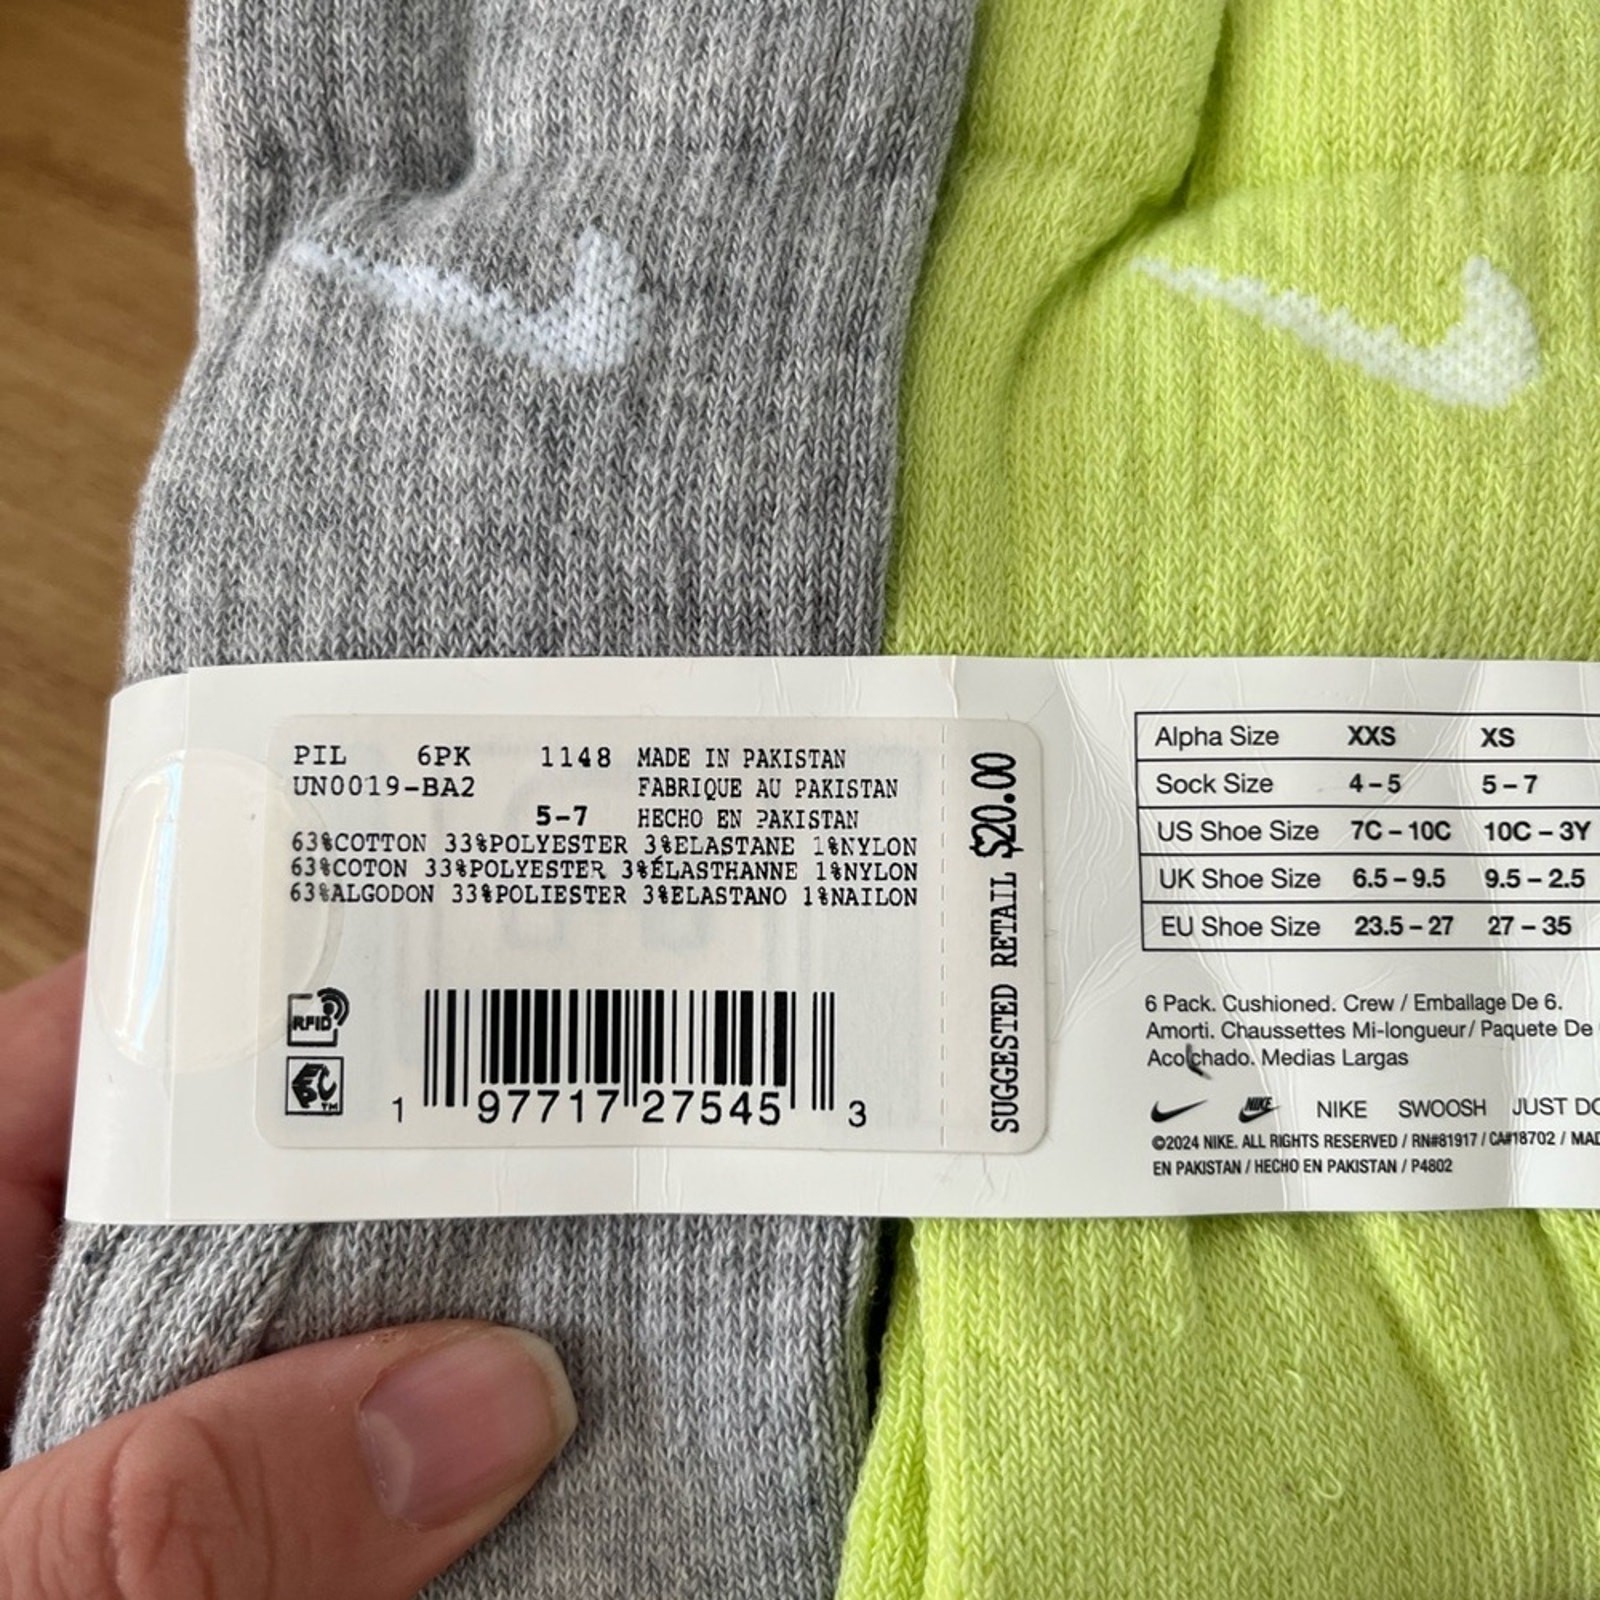 PIL 6PK 1148 MADE IN PAKISTAN
UN0019-BA2 FABRIQUE AU PAKISTAN
5-7 HECHO EN PAKISTAN
63%COTTON 33%POLYESTER 3%ELASTANE 1%NYLON
63%COTON 33%POLYESTER 3%ÉLASTHANNE 1%NYLON
63%ALGODON 33%POLIESTER 3%ELASTANO 1%NAILON
RFID
EPC TM
1 97717 27545 3
SUGGESTED RETAIL $20.00
Alpha Size XXS XS
Sock Size 4 – 5 5 – 7
US Shoe Size 7C – 10C 10C – 3Y
UK Shoe Size 6.5 – 9.5 9.5 – 2.5
EU Shoe Size 23.5 – 27 27 – 35
6 Pack. Cushioned. Crew / Emballage De 6.
Amorti. Chaussettes Mi-longueur / Paquete De
Acolchado. Medias Largas
NIKE NIKE SWOOSH JUST DO
©2024 NIKE. ALL RIGHTS RESERVED / RN#81917 / CA#18702 / MAD
EN PAKISTAN / HECHO EN PAKISTAN / P4802